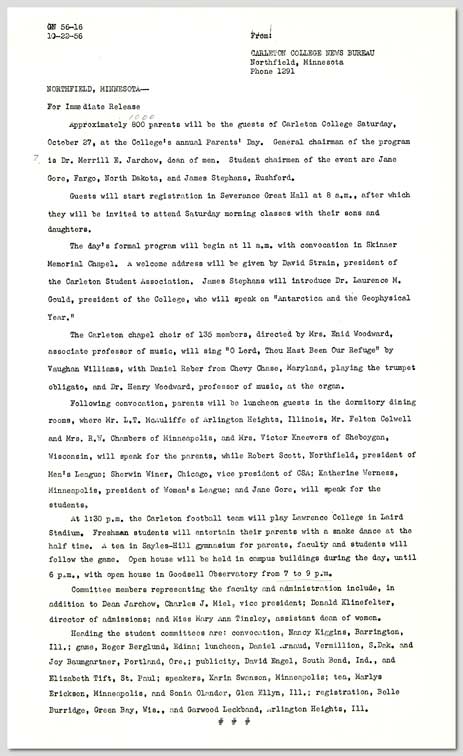 GN 56-16
10-22-56
From:
CARLETON COLLEGE NEWS BUREAU
Northfield, Minnesota
Phone 1291
NORTHFIELD, MINNESOTA—
For Immediate Release
1000
Approximately 800 parents will be the guests of Carleton College Saturday,
October 27, at the College's annual Parents' Day. General chairman of the program
is Dr. Merrill E. Jarchow, dean of men. Student chairmen of the event are Jane
Gore, Fargo, North Dakota, and James Stephans, Rushford.
Guests will start registration in Severance Great Hall at 8 a.m., after which
they will be invited to attend Saturday morning classes with their sons and
daughters.
The day's formal program will begin at 11 a.m. with convocation in Skinner
Memorial Chapel. A welcome address will be given by David Strain, president of
the Carleton Student Association. James Stephans will introduce Dr. Laurence M.
Gould, president of the College, who will speak on "Antarctica and the Geophysical
Year."
The Carleton chapel choir of 135 members, directed by Mrs. Enid Woodward,
associate professor of music, will sing "O Lord, Thou Hast Been Our Refuge" by
Vaughan Williams, with Daniel Reber from Chevy Chase, Maryland, playing the trumpet
obligato, and Dr. Henry Woodward, professor of music, at the organ.
Following convocation, parents will be luncheon guests in the dormitory dining
rooms, where Mr. L.T. McAuliffe of Arlington Heights, Illinois, Mr. Felton Colwell
and Mrs. R.W. Chambers of Minneapolis, and Mrs. Victor Kneevers of Sheboygan,
Wisconsin, will speak for the parents, while Robert Scott, Northfield, president of
Men's League; Sherwin Winer, Chicago, vice president of CSA; Katherine Werness,
Minneapolis, president of Women's League; and Jane Gore, will speak for the
students.
At 1:30 p.m. the Carleton football team will play Lawrence College in Laird
Stadium. Freshman students will entertain their parents with a snake dance at the
half time. A tea in Sayles-Hill gymnasium for parents, faculty and students will
follow the game. Open house will be held in campus buildings during the day, until
6 p.m., with open house in Goodsell Observatory from 7 to 9 p.m.
Committee members representing the faculty and administration include, in
addition to Dean Jarchow, Charles J. Miel, vice president; Donald Klinefelter,
director of admissions; and Miss Mary Ann Tinsley, assistant dean of women.
Heading the student committees are: convocation, Nancy Kiggins, Barrington,
Ill.; game, Roger Berglund, Edina; luncheon, Daniel Arnaud, Vermillion, S.Dak. and
Joy Baumgartner, Portland, Ore.; publicity, David Engel, South Bend, Ind., and
Elizabeth Tift, St. Paul; speakers, Karin Swanson, Minneapolis; tea, Marlys
Erickson, Minneapolis, and Sonia Olander, Glen Ellyn, Ill.; registration, Belle
Burridge, Green Bay, Wis., and Garwood Leckband, Arlington Heights, Ill.
# # #